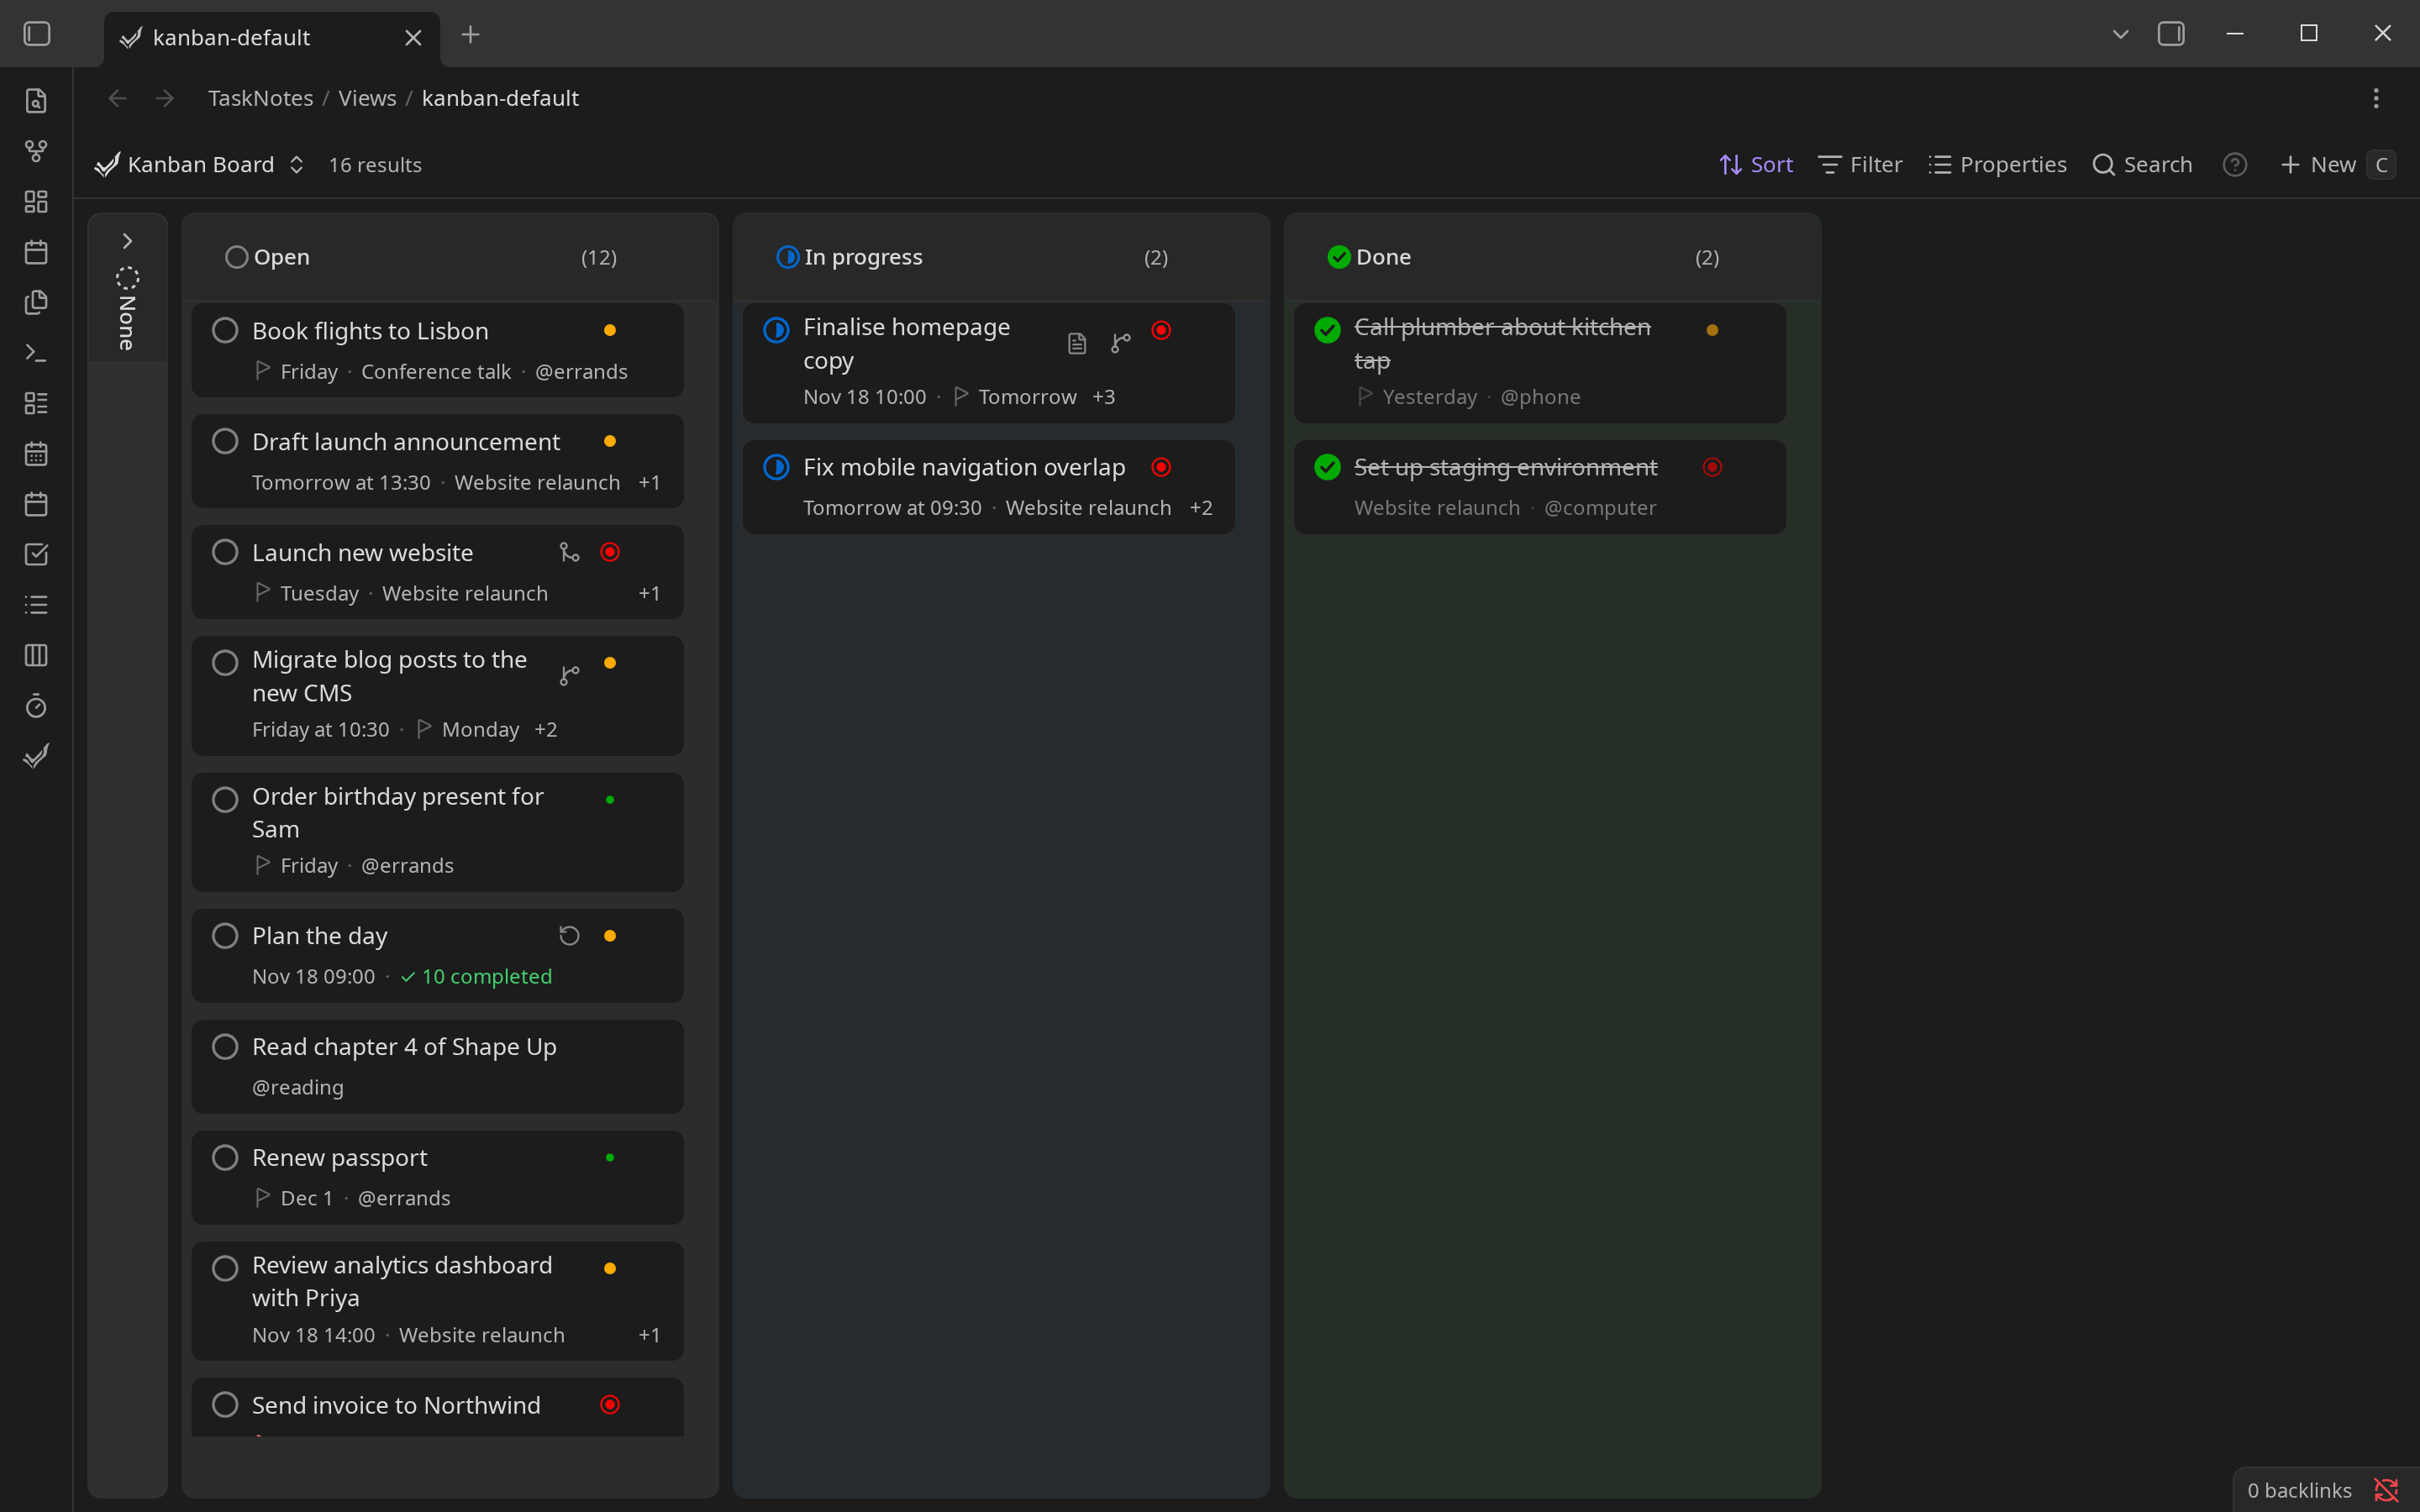 kanban-default
TaskNotes / Views / kanban-default
Kanban Board 16 results
Sort Filter Properties Search New C
None
Open (12)
Book flights to Lisbon
Friday · Conference talk · @errands
Draft launch announcement
Tomorrow at 13:30 · Website relaunch +1
Launch new website
Tuesday · Website relaunch +1
Migrate blog posts to the
new CMS
Friday at 10:30 · Monday +2
Order birthday present for
Sam
Friday · @errands
Plan the day
Nov 18 09:00 · 10 completed
Read chapter 4 of Shape Up
@reading
Renew passport
Dec 1 · @errands
Review analytics dashboard
with Priya
Nov 18 14:00 · Website relaunch +1
Send invoice to Northwind
In progress (2)
Finalise homepage
copy
Nov 18 10:00 · Tomorrow +3
Fix mobile navigation overlap
Tomorrow at 09:30 · Website relaunch +2
Done (2)
Call plumber about kitchen
tap
Yesterday · @phone
Set up staging environment
Website relaunch · @computer
0 backlinks